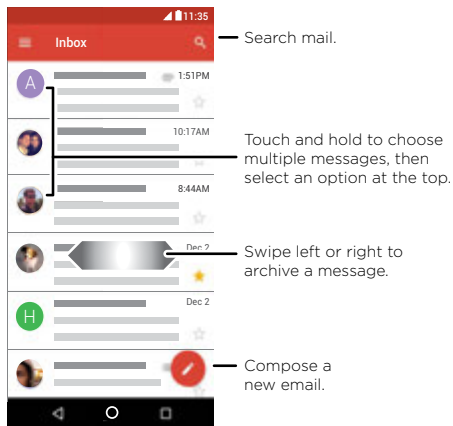 11:35
Inbox
Search mail.
A
1:51PM
10:17AM
Touch and hold to choose
multiple messages, then
select an option at the top.
8:44AM
Dec 2
Swipe left or right to
archive a message.
Dec 2
H
Compose a
new email.